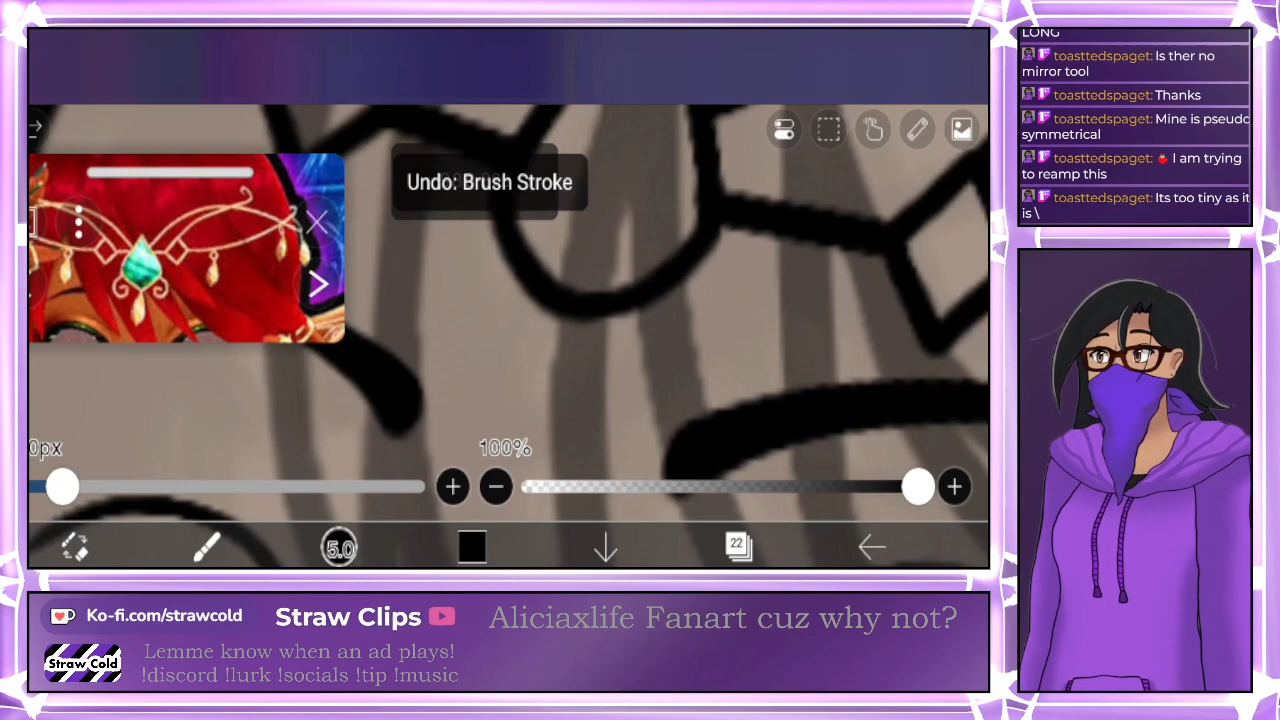 LONG
toasttedspaget: Is ther no
mirror tool
toasttedspaget: Thanks
toasttedspaget: Mine is pseudo
symmetrical
toasttedspaget: I am trying
to reamp this
toasttedspaget: Its too tiny as it
is \
Undo: Brush Stroke
0px
100%
5.0
22
Ko-fi.com/strawcold
Straw Clips
Aliciaxlife Fanart cuz why not?
Straw Cold
Lemme know when an ad plays!
!discord !lurk !socials !tip !music